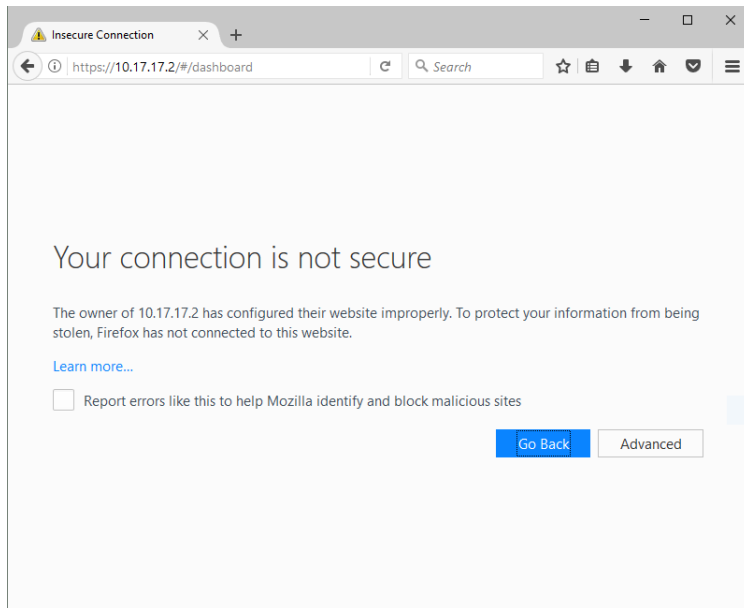 Insecure Connection
https://10.17.17.2/#/dashboard
Search
Your connection is not secure
The owner of 10.17.17.2 has configured their website improperly. To protect your information from being
stolen, Firefox has not connected to this website.
Learn more...
Report errors like this to help Mozilla identify and block malicious sites
Go Back Advanced